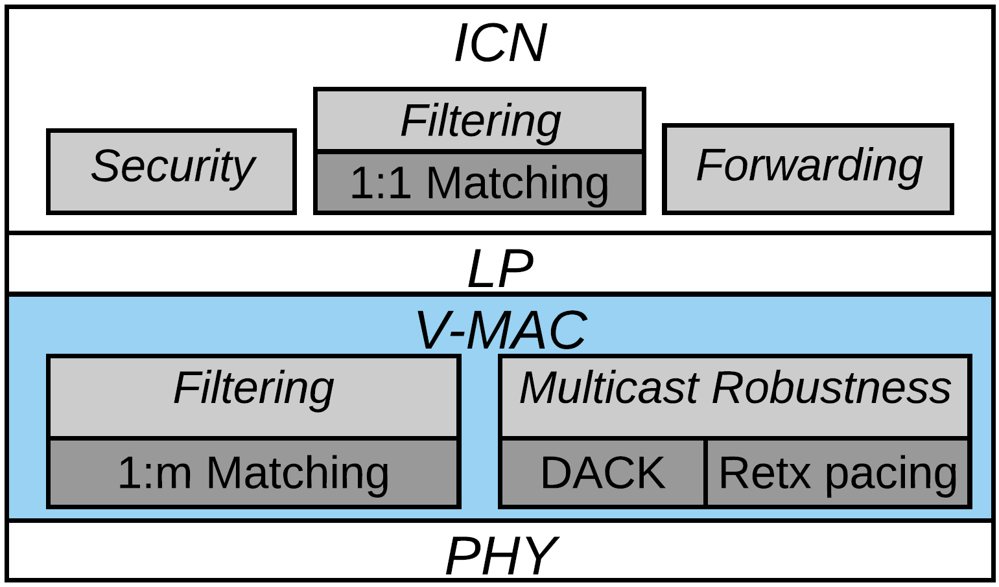 ICN
Security
Filtering
1:1 Matching
Forwarding
LP
V-MAC
Filtering
1:m Matching
Multicast Robustness
DACK
Retx pacing
PHY